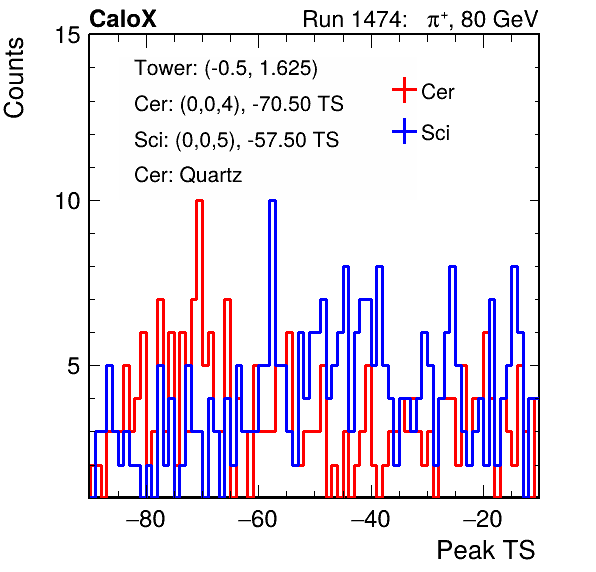 CaloX Run 1474: π⁺, 80 GeV
Counts
15
10
5
Tower: (-0.5, 1.625)
Cer: (0,0,4), -70.50 TS
Sci: (0,0,5), -57.50 TS
Cer: Quartz
Cer
Sci
−80 −60 −40 −20
Peak TS